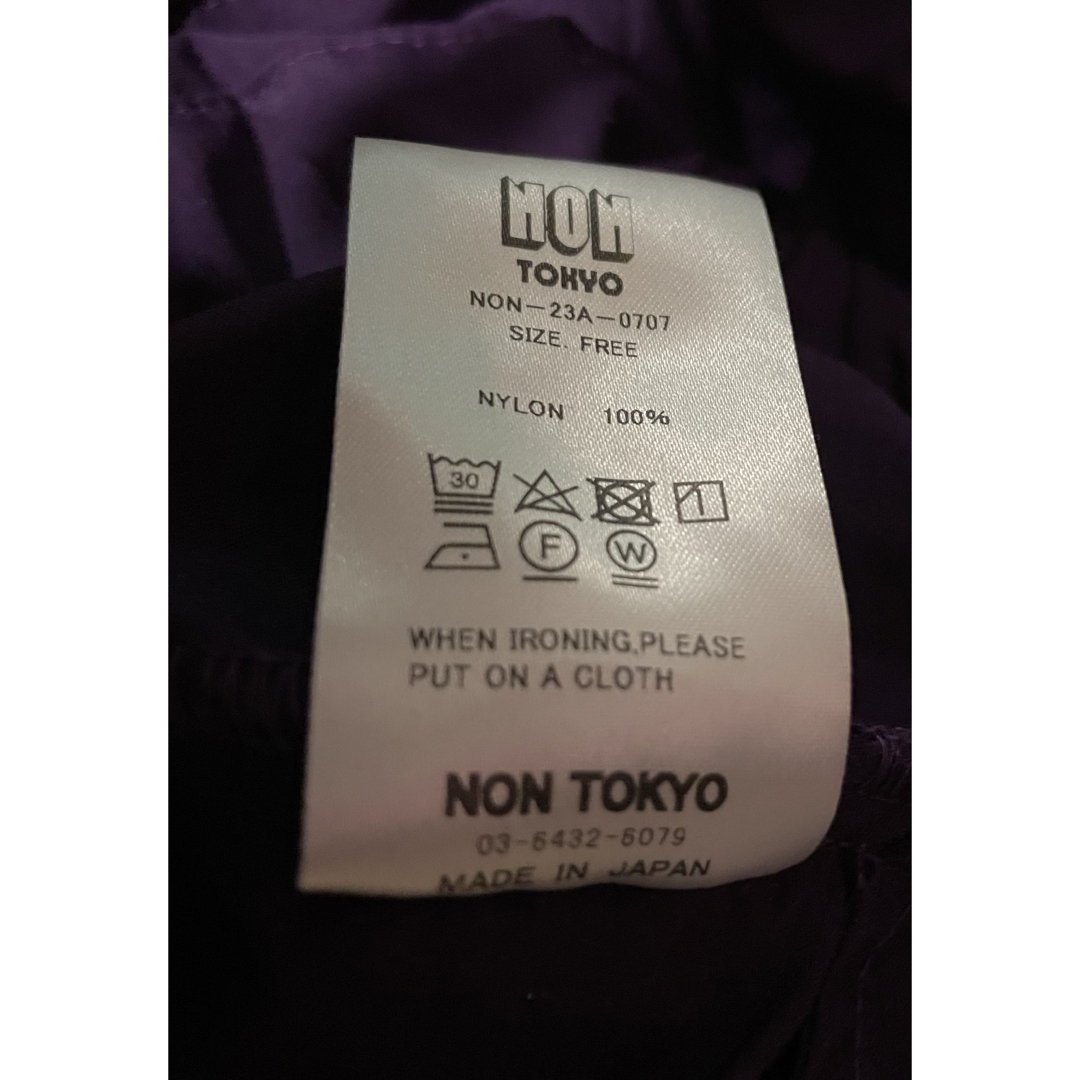 NON
TOKYO
NON-23A-0707
SIZE. FREE
NYLON 100%
30
1
F
W
WHEN IRONING,PLEASE
PUT ON A CLOTH
NON TOKYO
03-6432-6079
MADE IN JAPAN